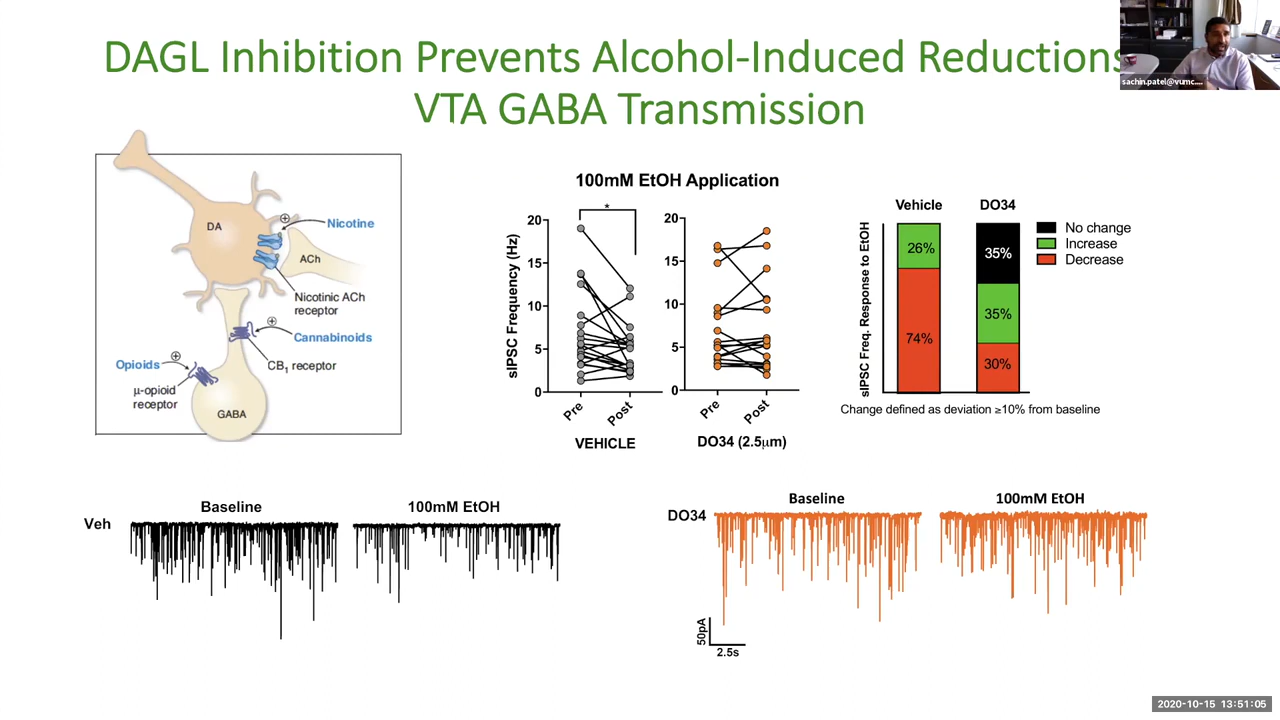 DAGL Inhibition Prevents Alcohol-Induced Reductions
VTA GABA Transmission
sachin.patel@vumc....
DA
Nicotine
ACh
Nicotinic ACh
receptor
Cannabinoids
CB1 receptor
Opioids
μ-opioid
receptor
GABA
100mM EtOH Application
sIPSC Frequency (Hz)
20
15
10
5
0
*
Pre
Post
VEHICLE
20
15
10
5
0
Pre
Post
DO34 (2.5μm)
sIPSC Freq. Response to EtOH
Vehicle
DO34
26%
74%
35%
35%
30%
No change
Increase
Decrease
Change defined as deviation ≥10% from baseline
Veh
Baseline
100mM EtOH
DO34
Baseline
100mM EtOH
50pA
2.5s
2020-10-15 13:51:05